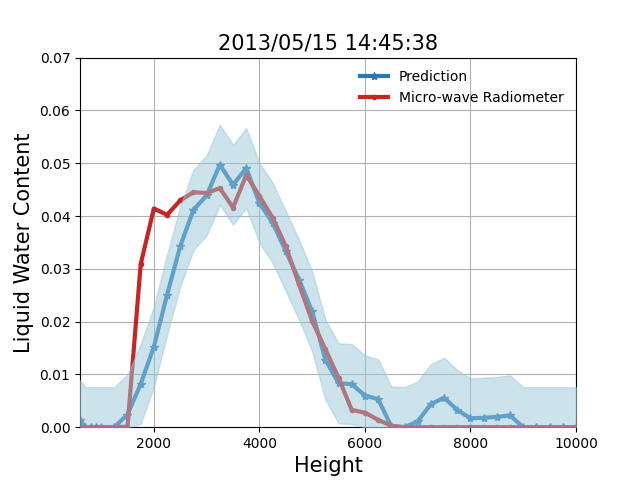 2013/05/15 14:45:38
Prediction
Micro-wave Radiometer
Liquid Water Content
0.07
0.06
0.05
0.04
0.03
0.02
0.01
0.00
2000 4000 6000 8000 10000
Height